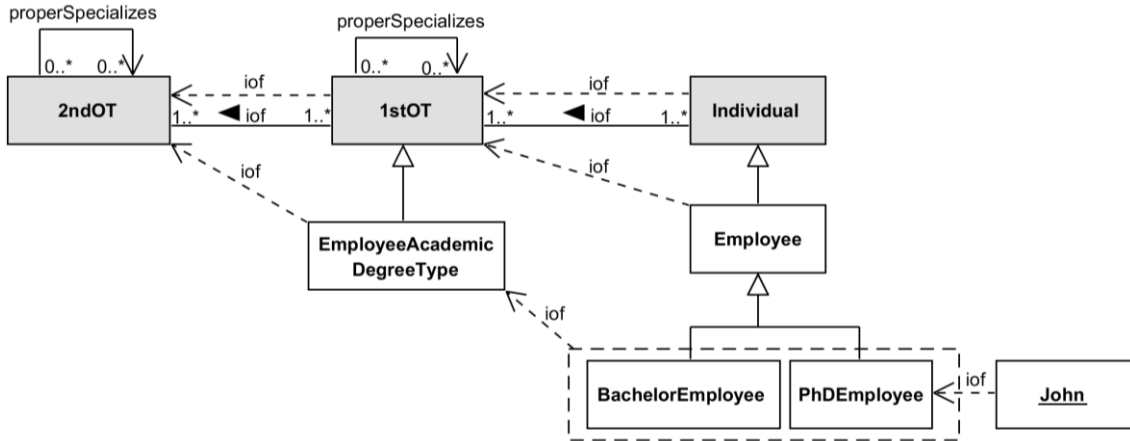 properSpecializes
properSpecializes
0..* 0..*
0..* 0..*
iof
iof
2ndOT
1..* ◀ iof 1..*
1stOT
1..* ◀ iof 1..*
Individual
iof
iof
EmployeeAcademic
DegreeType
Employee
iof
BachelorEmployee
PhDEmployee
iof
John